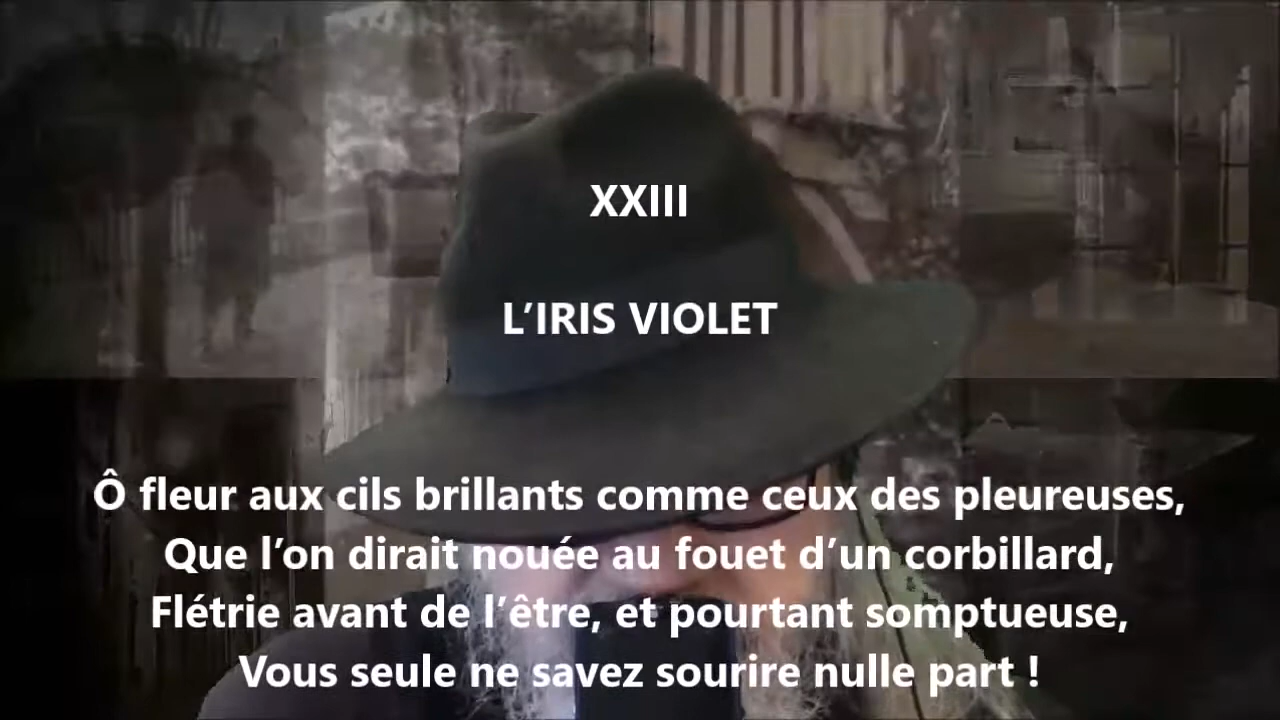 XXIII
L’IRIS VIOLET
Ô fleur aux cils brillants comme ceux des pleureuses,
Que l’on dirait nouée au fouet d’un corbillard,
Flétrie avant de l’être, et pourtant somptueuse,
Vous seule ne savez sourire nulle part !